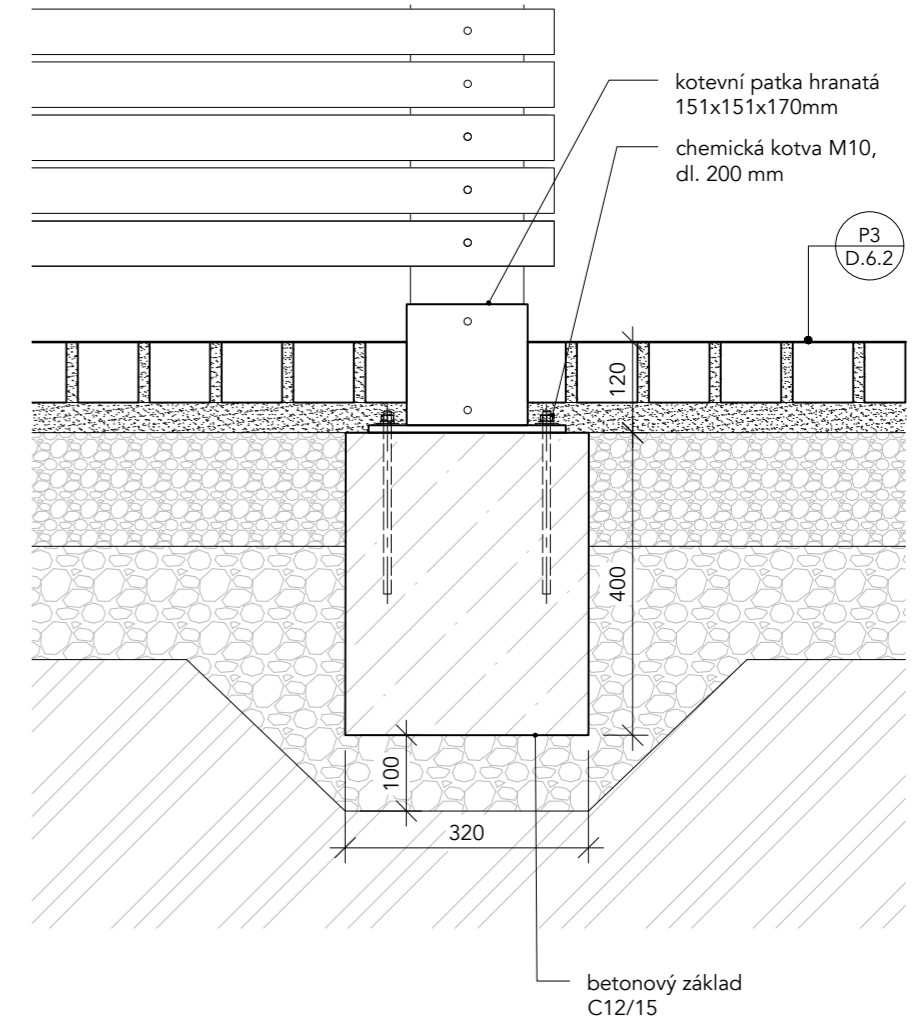 kotevní patka hranatá
151x151x170mm
chemická kotva M10,
dl. 200 mm
P3
D.6.2
120
400
100
320
betonový základ
C12/15